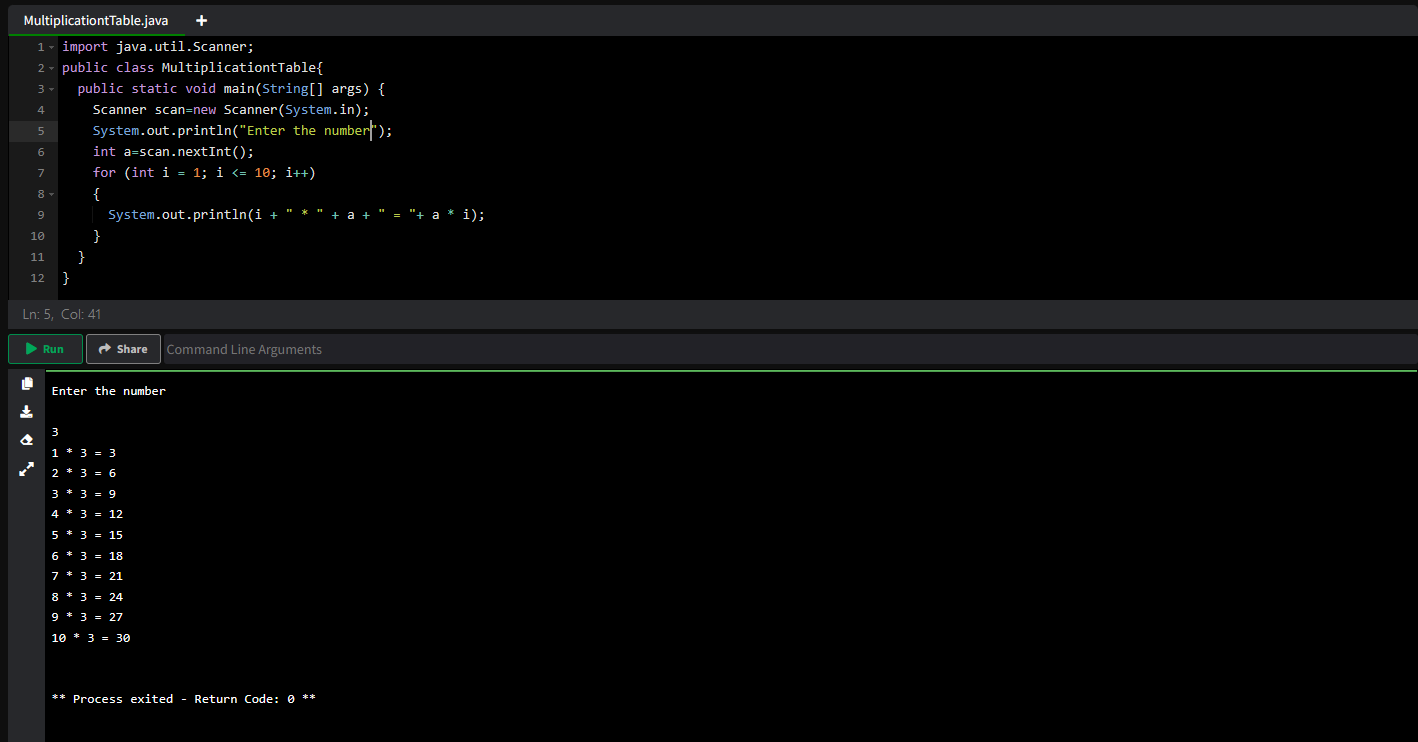 MultiplicationtTable.java +
1 import java.util.Scanner;
2 public class MultiplicationtTable{
3 public static void main(String[] args) {
4 Scanner scan=new Scanner(System.in);
5 System.out.println("Enter the number");
6 int a=scan.nextInt();
7 for (int i = 1; i <= 10; i++)
8 {
9 System.out.println(i + " * " + a + " = "+ a * i);
10 }
11 }
12 }
Ln: 5, Col: 41
Run Share Command Line Arguments
Enter the number
3
1 * 3 = 3
2 * 3 = 6
3 * 3 = 9
4 * 3 = 12
5 * 3 = 15
6 * 3 = 18
7 * 3 = 21
8 * 3 = 24
9 * 3 = 27
10 * 3 = 30
** Process exited - Return Code: 0 **